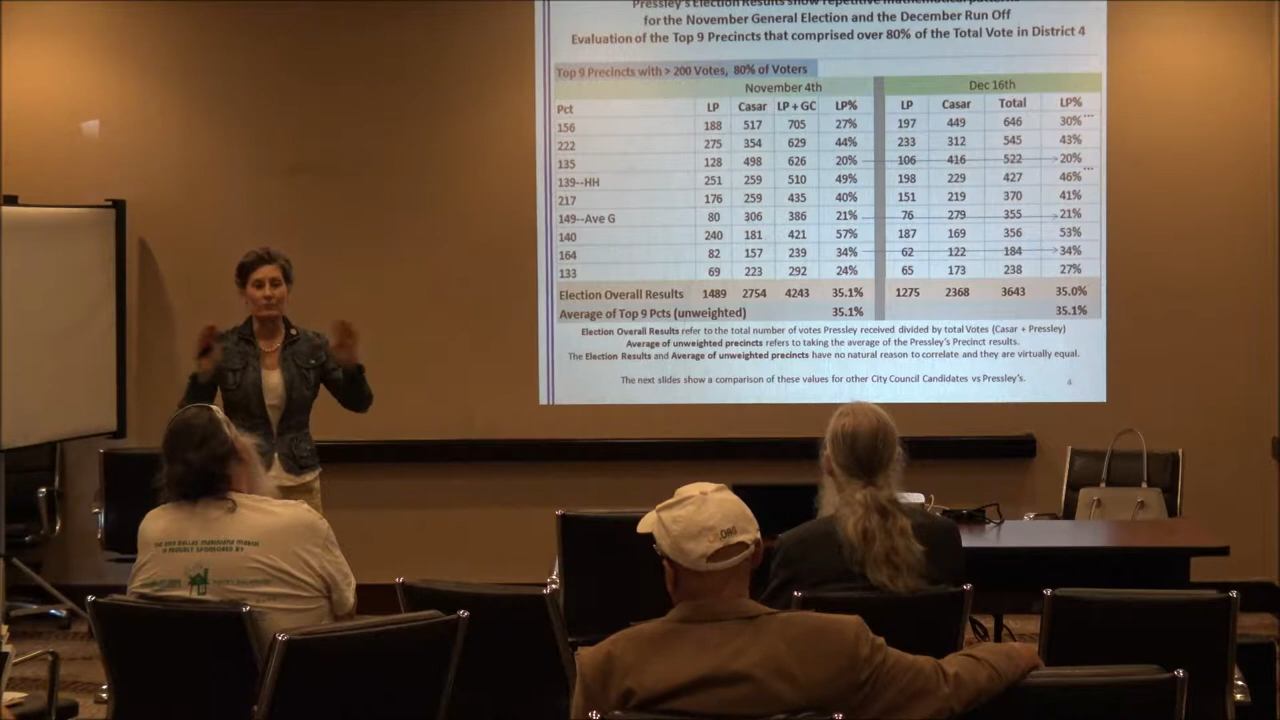 Pressley's Election Results show repetitive mathematical patterns
for the November General Election and the December Run Off
Evaluation of the Top 9 Precincts that comprised over 80% of the Total Vote in District 4
Top 9 Precincts with > 200 Votes, 80% of Voters
November 4th Dec 16th
Pct LP Casar LP + GC LP% LP Casar Total LP%
156 188 517 705 27% 197 449 646 30%***
222 275 354 629 44% 233 312 545 43%
135 128 498 626 20% 106 416 522 20%
139--HH 251 259 510 49% 198 229 427 46%***
217 176 259 435 40% 151 219 370 41%
149--Ave G 80 306 386 21% 76 279 355 21%
140 240 181 421 57% 187 169 356 53%
164 82 157 239 34% 62 122 184 34%
133 69 223 292 24% 65 173 238 27%
Election Overall Results 1489 2754 4243 35.1% 1275 2368 3643 35.0%
Average of Top 9 Pcts (unweighted) 35.1% 35.1%
Election Overall Results refer to the total number of votes Pressley received divided by total Votes (Casar + Pressley)
Average of unweighted precincts refers to taking the average of the Pressley's Precinct results.
The Election Results and Average of unweighted precincts have no natural reason to correlate and they are virtually equal.
The next slides show a comparison of these values for other City Council Candidates vs Pressley's.
4
DALLAS MARIJUANA MARCH
PROUDLY SPONSORED BY
.ORG